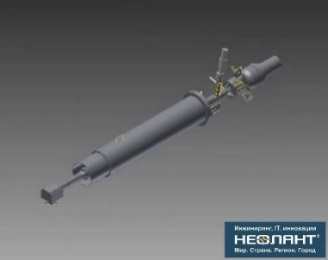 Инжиниринг, IT, инновации
НЕОЛАНТ®
Мир. Страна. Регион. Город